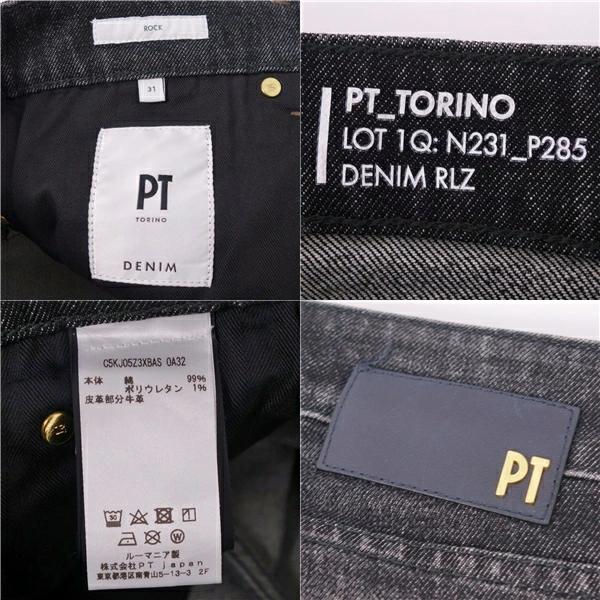 ROCK
31
PT
TORINO
DENIM
PT_TORINO
LOT 1Q: N231_P285
DENIM RLZ
C5KJ05Z3XBAS 0A32
本体 綿 99%
ポリウレタン 1%
皮革部分牛革
30
ルーマニア製
株式会社PT japan
東京都港区南青山5-13-3 2F
PT